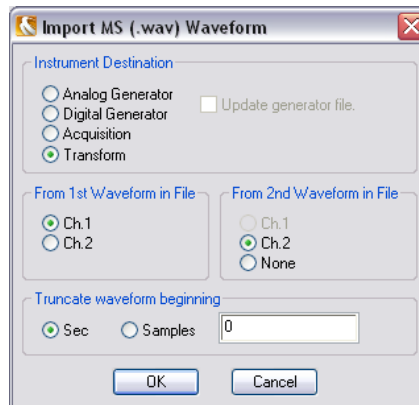 Import MS (.wav) Waveform
Instrument Destination
Analog Generator
Update generator file.
Digital Generator
Acquisition
Transform
From 1st Waveform in File
Ch.1
Ch.2
From 2nd Waveform in File
Ch.1
Ch.2
None
Truncate waveform beginning
Sec
Samples
0
OK
Cancel